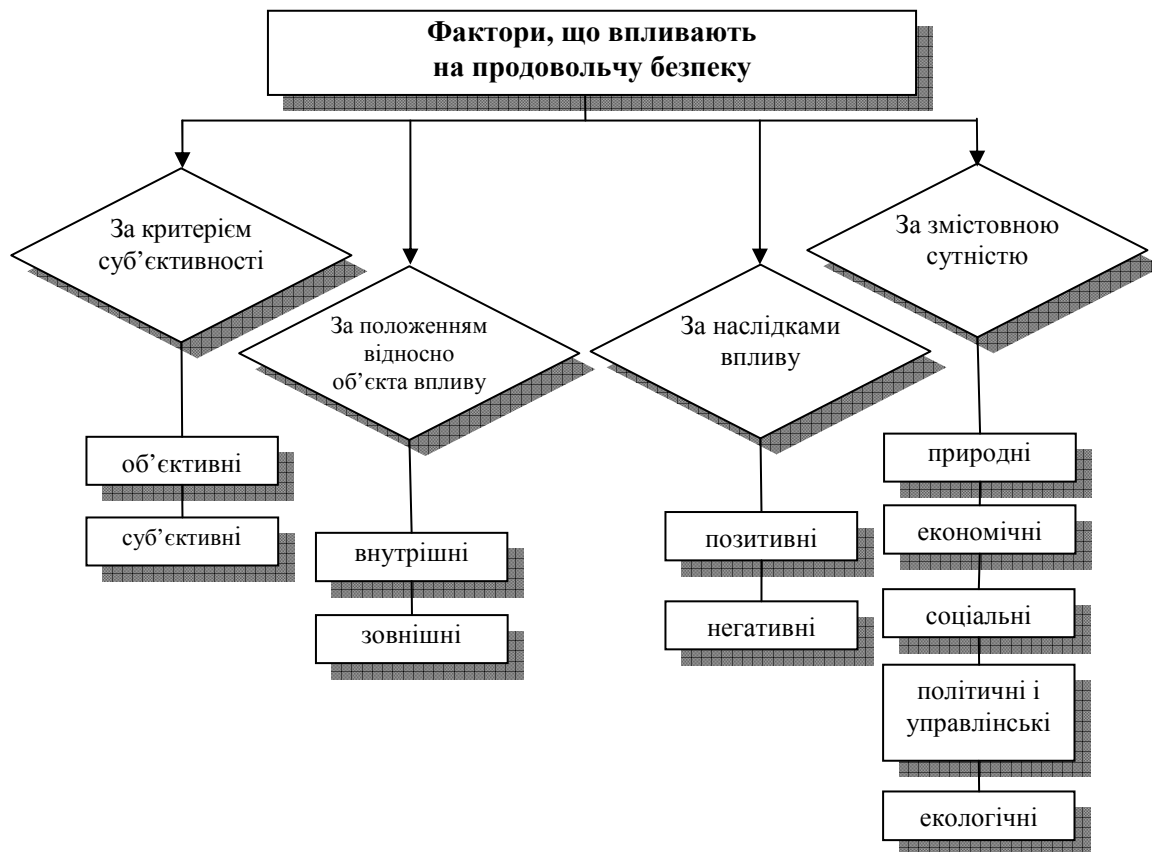 Фактори, що впливають
на продовольчу безпеку
За критерієм
суб’єктивності
об’єктивні
суб’єктивні
За положенням
відносно
об’єкта впливу
внутрішні
зовнішні
За наслідками
впливу
позитивні
негативні
За змістовною
сутністю
природні
економічні
соціальні
політичні і
управлінські
екологічні